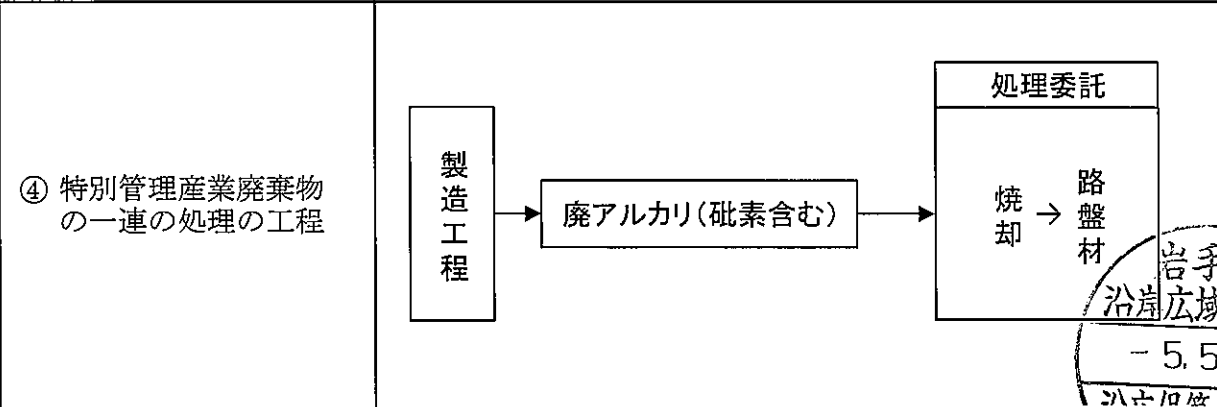 ④ 特別管理産業廃棄物
の一連の処理の工程
製造工程
廃アルカリ(砒素含む)
処理委託
焼却 → 路盤材
岩手
沿岸広域
- 5. 5